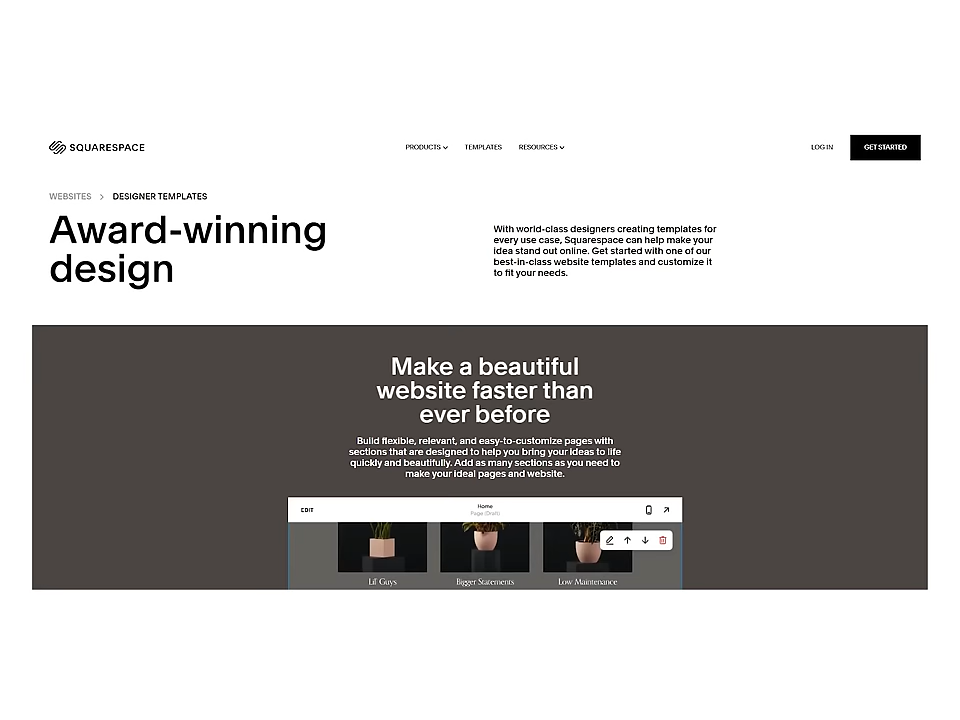 SQUARESPACE
PRODUCTS
TEMPLATES
RESOURCES
LOG IN
GET STARTED
WEBSITES > DESIGNER TEMPLATES
Award-winning
design
With world-class designers creating templates for
every use case, Squarespace can help make your
idea stand out online. Get started with one of our
best-in-class website templates and customize it
to fit your needs.
Make a beautiful
website faster than
ever before
Build flexible, relevant, and easy-to-customize pages with
sections that are designed to help you bring your ideas to life
quickly and beautifully. Add as many sections as you need to
make your ideal pages and website.
EDIT
Home
Page (Draft)
Lil' Guys
Bigger Statements
Low Maintenance